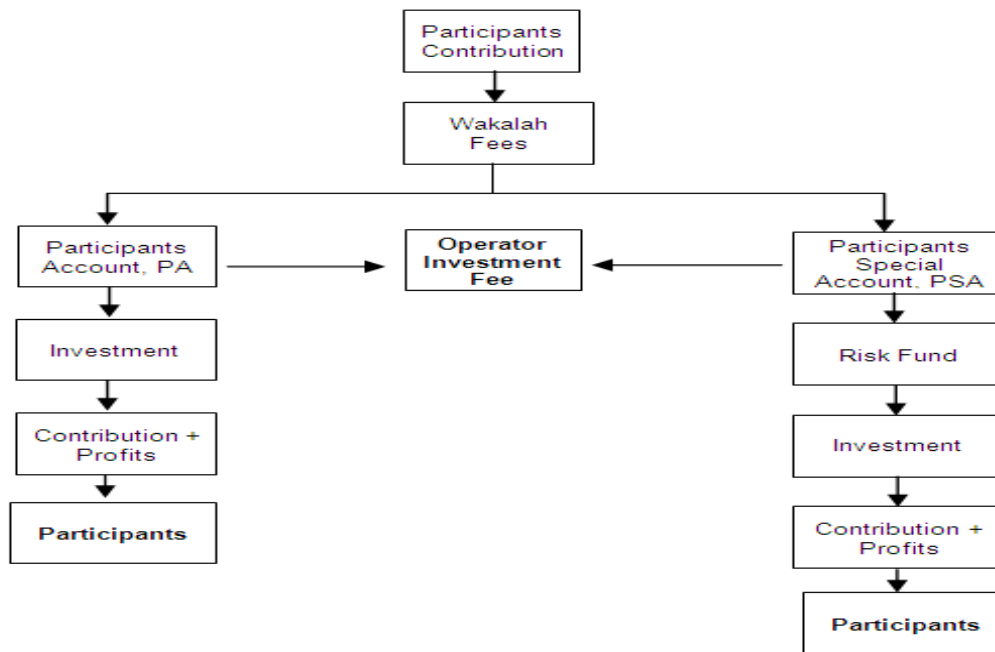 Participants
Contribution
Wakalah
Fees
Participants
Account, PA
Operator
Investment
Fee
Participants
Special
Account, PSA
Investment
Risk Fund
Contribution +
Profits
Investment
Participants
Contribution +
Profits
Participants